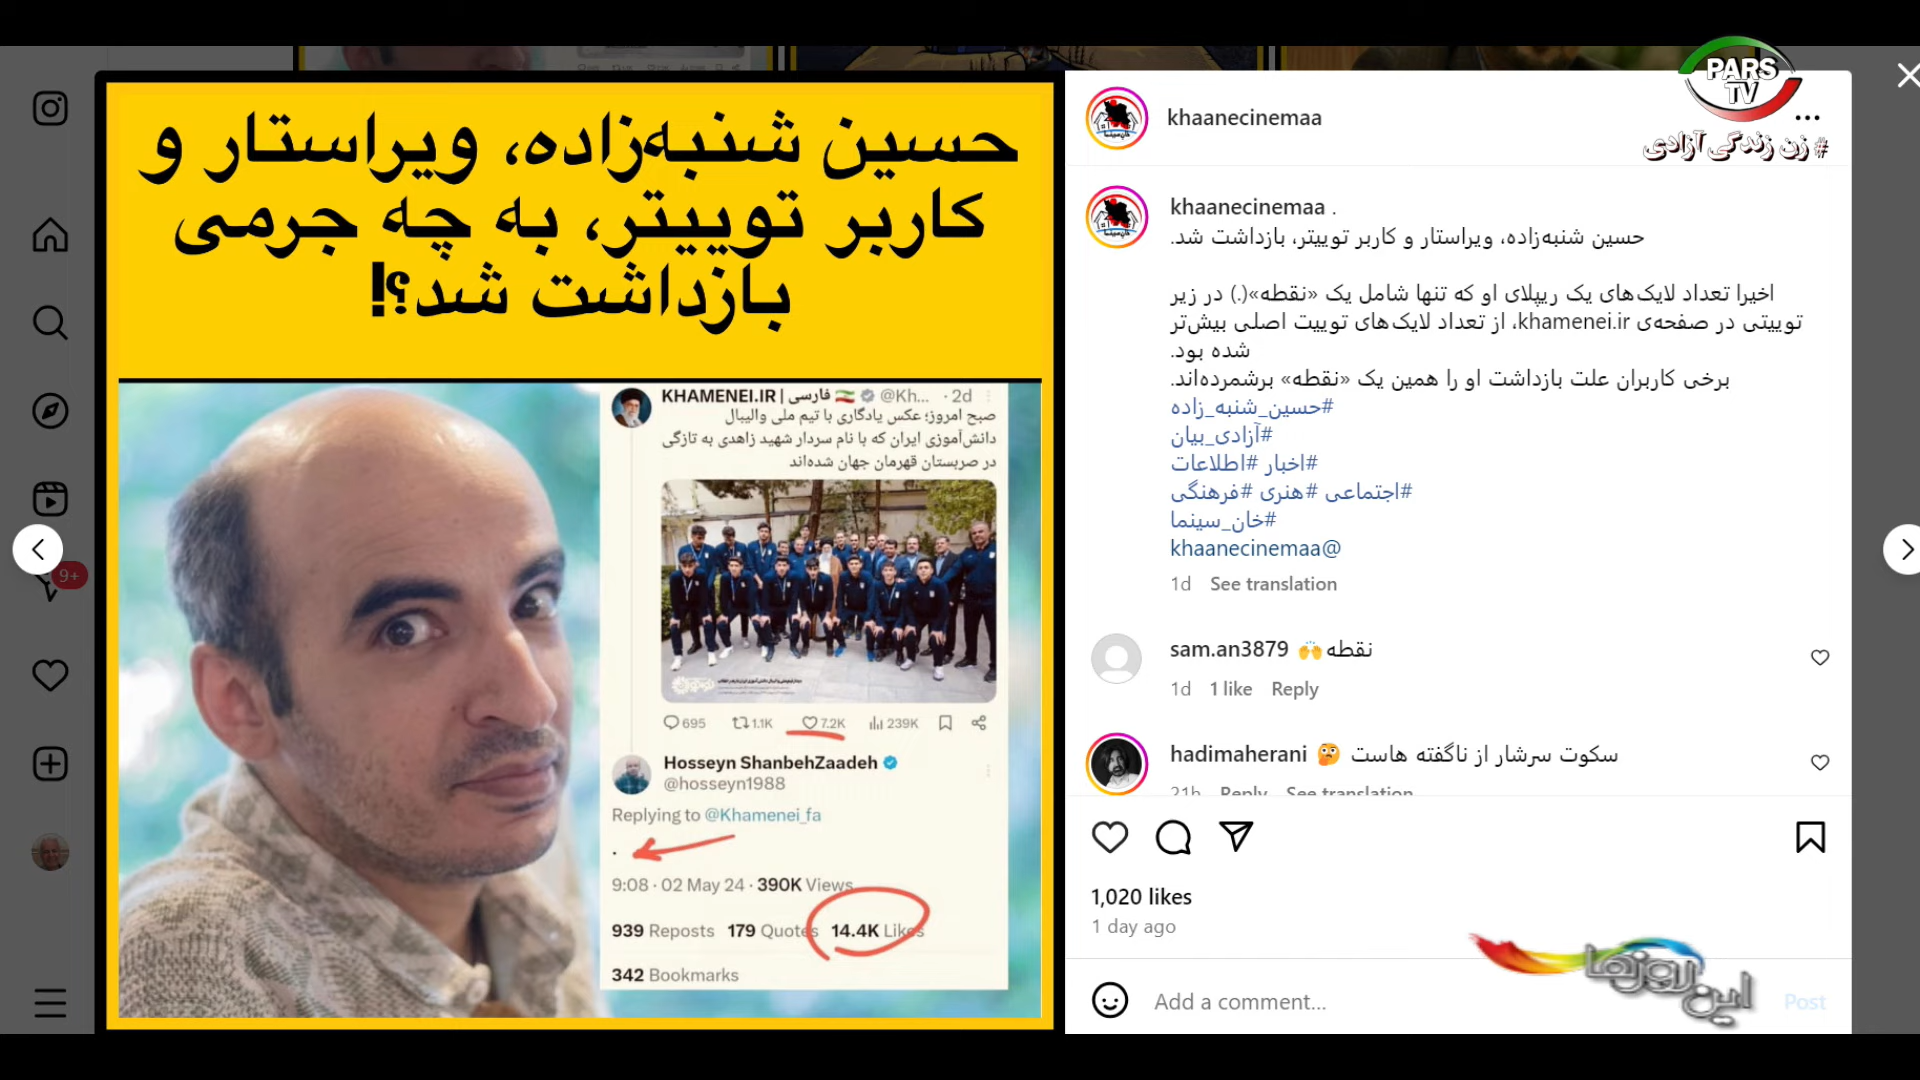 PARS
TV
# زن زندگی آزادی
حسین شنبه‌زاده، ویراستار و
کاربر توییتر، به چه جرمی
بازداشت شد؟!
KHAMENEI.IR | فارسی 🇮🇷 @Kh... · 2d
صبح امروز؛ عکس یادگاری با تیم ملی والیبال
دانش‌آموزی ایران که با نام سردار شهید زاهدی به تازگی
در صربستان قهرمان جهان شده‌اند
695 1.1K 7.2K 239K
Hosseyn ShanbehZaadeh
@hosseyn1988
Replying to @Khamenei_fa
.
9:08 · 02 May 24 · 390K Views
939 Reposts 179 Quotes 14.4K Likes
342 Bookmarks
9+
khaanecinemaa
khaanecinemaa .
حسین شنبه‌زاده، ویراستار و کاربر توییتر، بازداشت شد.
اخیرا تعداد لایک‌های یک ریپلای او که تنها شامل یک «نقطه»(.) در زیر
توییتی در صفحه‌ی khamenei.ir، از تعداد لایک‌های توییت اصلی بیش‌تر
شده بود.
برخی کاربران علت بازداشت او را همین یک «نقطه» برشمرده‌اند.
#حسین_شنبه_زاده
#آزادی_بیان
#اخبار #اطلاعات
#اجتماعی #هنری #فرهنگی
#خان_سینما
khaanecinemaa@
1d See translation
sam.an3879 🙌نقطه
1d 1 like Reply
hadimaherani 🤔 سکوت سرشار از ناگفته هاست
21h Reply See translation
1,020 likes
1 day ago
این روزها
Add a comment...
Post